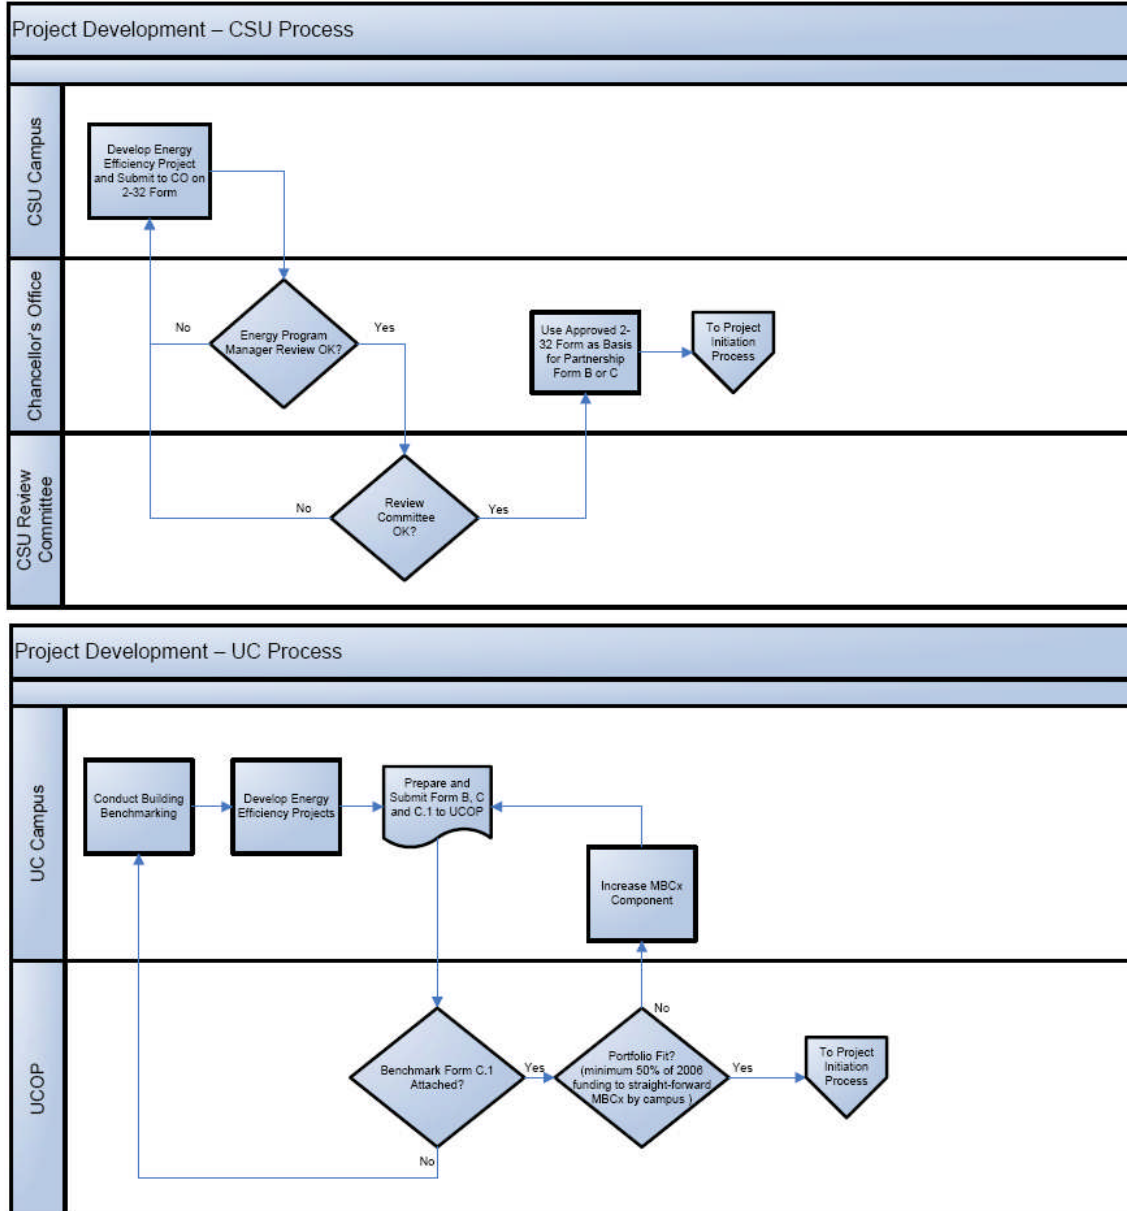 Project Development – CSU Process
CSU Campus
Develop Energy
Efficiency Project
and Submit to CO on
2-32 Form
Chancellor's Office
No
Energy Program
Manager Review OK?
Yes
Use Approved 2-
32 Form as Basis
for Partnership
Form B or C
To Project
Initiation
Process
CSU Review
Committee
No
Review
Committee
OK?
Yes
Project Development – UC Process
UC Campus
Conduct Building
Benchmarking
Develop Energy
Efficiency Projects
Prepare and
Submit Form B, C
and C.1 to UCOP
Increase MBCx
Component
UCOP
Benchmark Form C.1
Attached?
Yes
No
No
Portfolio Fit?
(minimum 50% of 2006
funding to straight-forward
MBCx by campus )
Yes
To Project
Initiation
Process